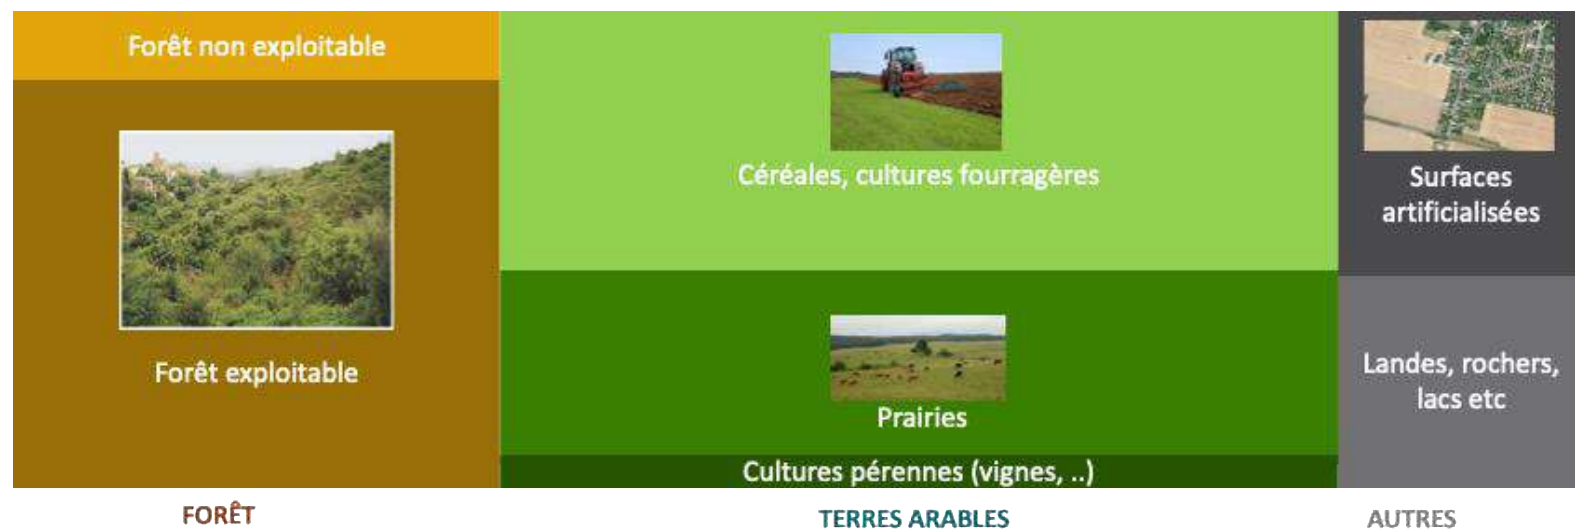 Forêt non exploitable
Forêt exploitable
FORÊT
Céréales, cultures fourragères
Prairies
Cultures pérennes (vignes, ..)
TERRES ARABLES
Surfaces
artificialisées
Landes, rochers,
lacs etc
AUTRES